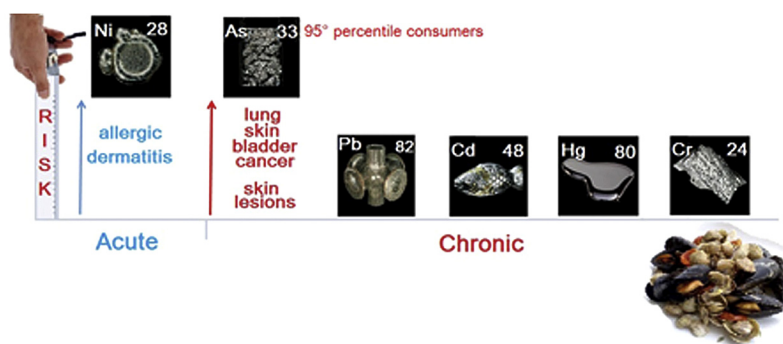 Ni 28
As 33
95° percentile consumers
R
I
S
K
allergic
dermatitis
lung
skin
bladder
cancer
skin
lesions
Pb 82
Cd 48
Hg 80
Cr 24
Acute
Chronic